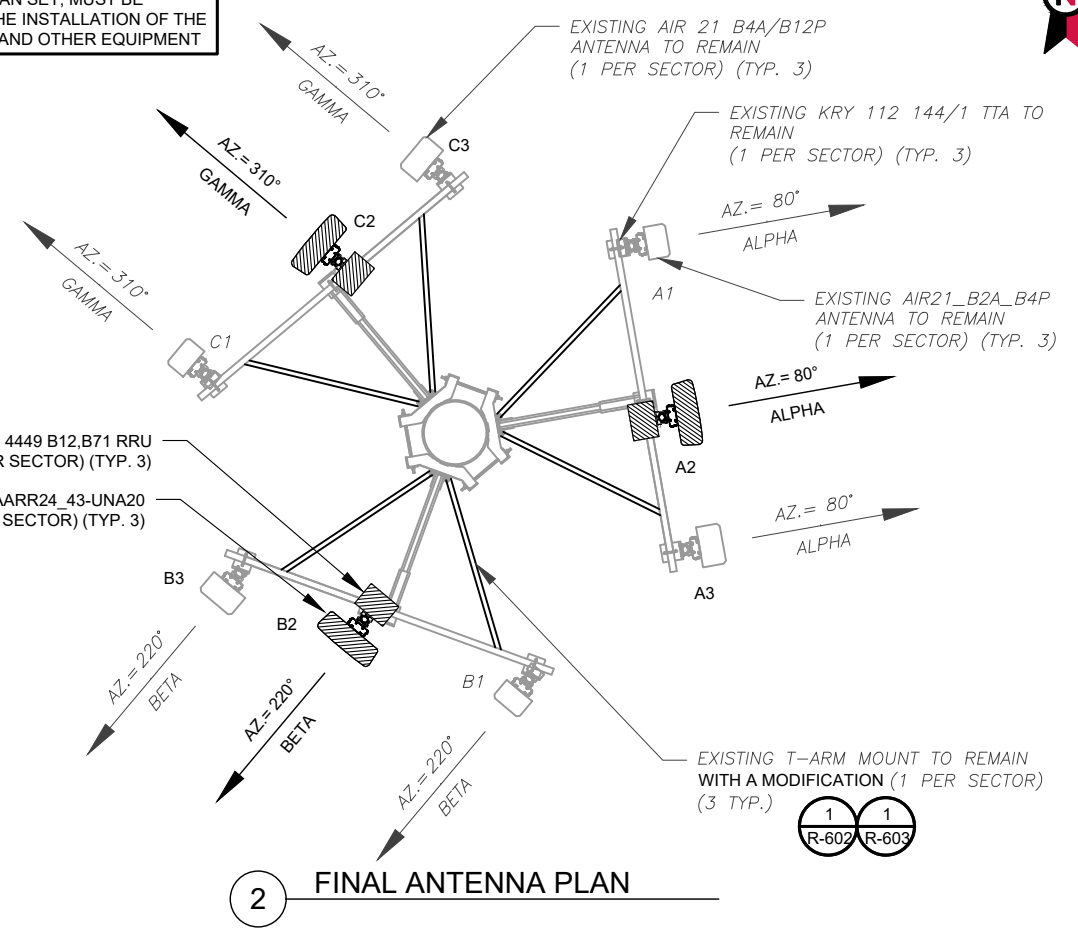 AN SET, MUST BE
HE INSTALLATION OF THE
AND OTHER EQUIPMENT
N
EXISTING AIR 21 B4A/B12P
ANTENNA TO REMAIN
(1 PER SECTOR) (TYP. 3)
EXISTING KRY 112 144/1 TTA TO
REMAIN
(1 PER SECTOR) (TYP. 3)
AZ.= 310°
GAMMA
C3
AZ.= 310°
GAMMA
C2
AZ.= 310°
GAMMA
C1
AZ.= 80°
ALPHA
A1
EXISTING AIR21_B2A_B4P
ANTENNA TO REMAIN
(1 PER SECTOR) (TYP. 3)
AZ.= 80°
ALPHA
A2
AZ.= 80°
ALPHA
A3
4449 B12,B71 RRU
R SECTOR) (TYP. 3)
AARR24_43-UNA20
SECTOR) (TYP. 3)
B3
B2
B1
AZ.= 220°
BETA
AZ.= 220°
BETA
AZ.= 220°
BETA
EXISTING T-ARM MOUNT TO REMAIN
WITH A MODIFICATION (1 PER SECTOR)
(3 TYP.)
1
R-602
1
R-603
2
FINAL ANTENNA PLAN